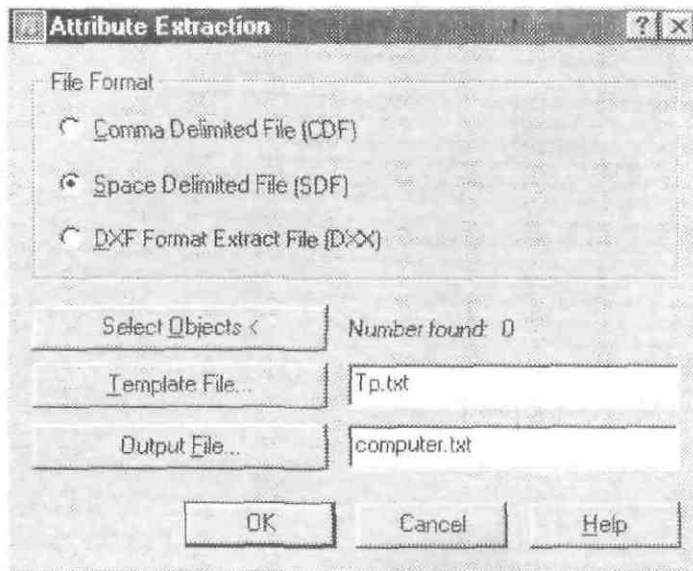 Attribute Extraction
File Format
Comma Delimited File (CDF)
Space Delimited File (SDF)
DXF Format Extract File (DXX)
Select Objects < Number found: 0
Template File... Tp.txt
Output File... computer.txt
OK Cancel Help